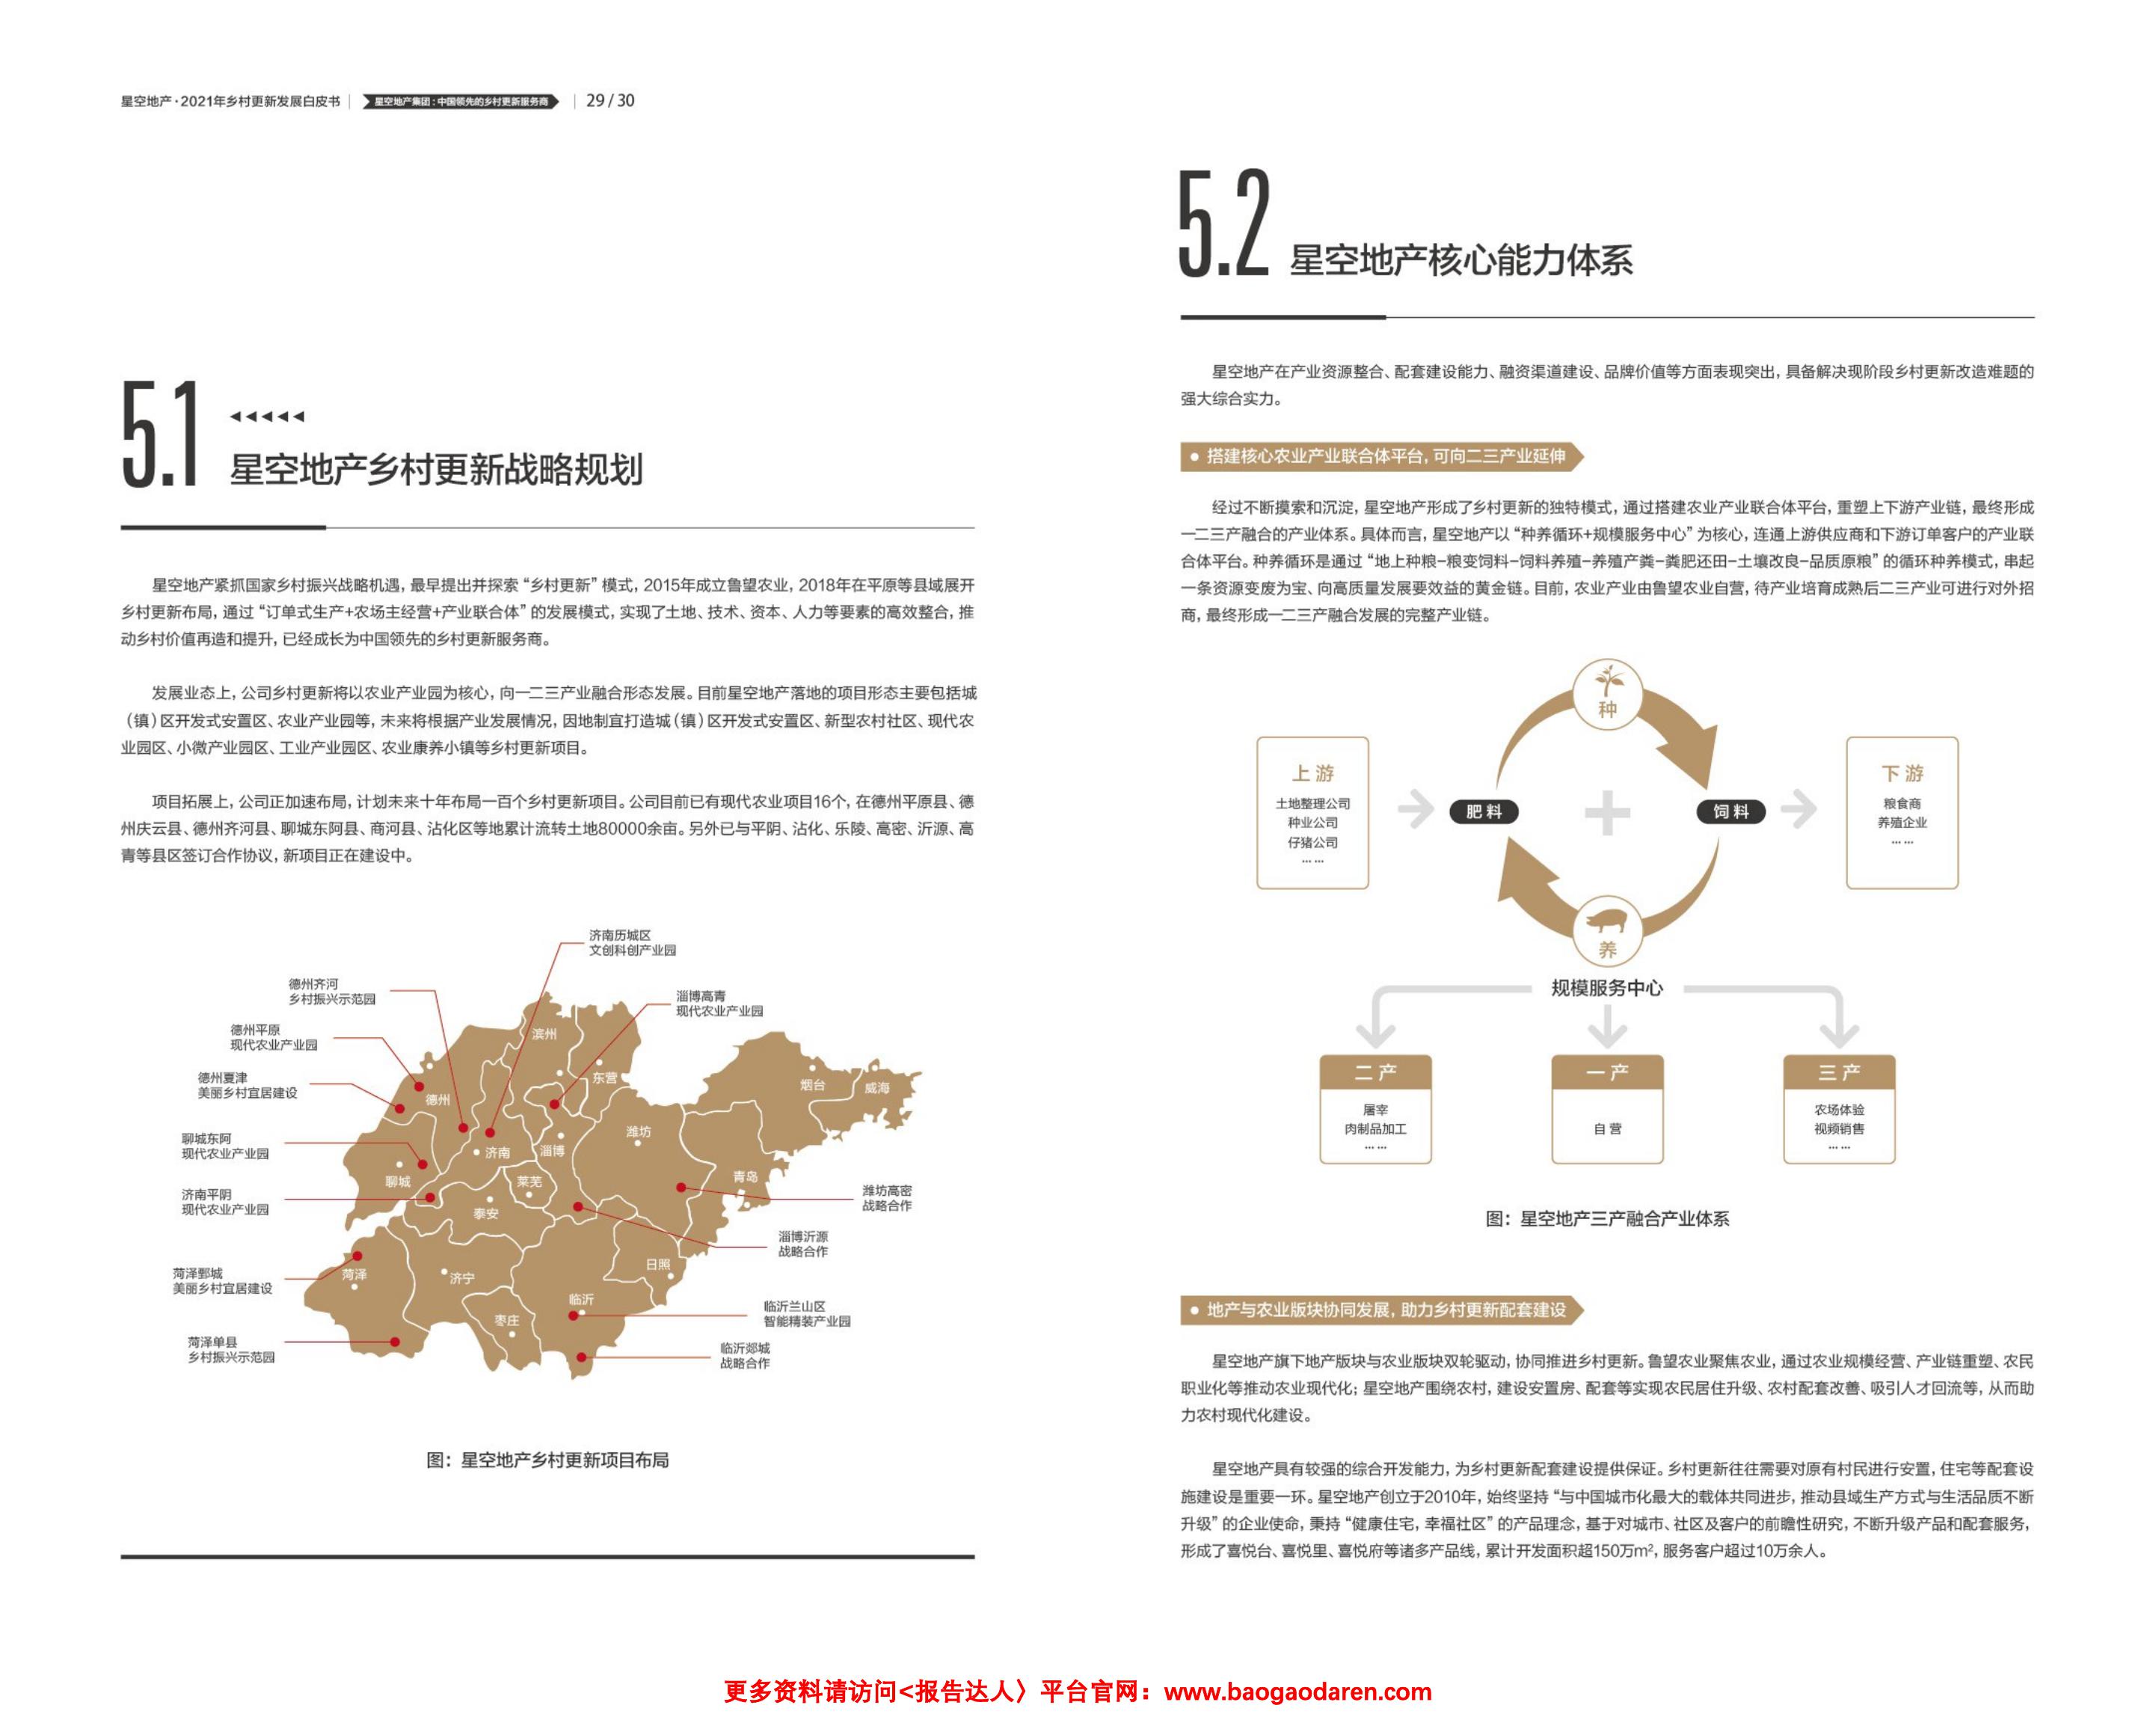 星空地产·2021年乡村更新发展白皮书
星空地产集团：中国领先的乡村更新服务商
29/30
5.1
星空地产乡村更新战略规划
星空地产紧抓国家乡村振兴战略机遇，最早提出并探索“乡村更新”模式，2015年成立鲁望农业，2018年在平原等县域展开
乡村更新布局，通过“订单式生产+农场主经营+产业联合体”的发展模式，实现了土地、技术、资本、人力等要素的高效整合，推
动乡村价值再造和提升，已经成长为中国领先的乡村更新服务商。
发展业态上，公司乡村更新将以农业产业园为核心，向一二三产业融合形态发展。目前星空地产落地的项目形态主要包括城
（镇）区开发式安置区、农业产业园等，未来将根据产业发展情况，因地制宜打造城（镇）区开发式安置区、新型农村社区、现代农
业园区、小微产业园区、工业产业园区、农业康养小镇等乡村更新项目。
项目拓展上，公司正加速布局，计划未来十年布局一百个乡村更新项目。公司目前已有现代农业项目16个，在德州平原县、德
州庆云县、德州齐河县、聊城东阿县、商河县、沾化区等地累计流转土地80000余亩。另外已与平阴、沾化、乐陵、高密、沂源、高
青等县区签订合作协议，新项目正在建设中。
济南历城区
文创科创产业园
德州齐河
乡村振兴示范园
淄博高青
现代农业产业园
德州平原
现代农业产业园
德州夏津
美丽乡村宜居建设
聊城东阿
现代农业产业园
济南平阴
现代农业产业园
菏泽鄄城
美丽乡村宜居建设
菏泽单县
乡村振兴示范园
潍坊高密
战略合作
淄博沂源
战略合作
临沂兰山区
智能精装产业园
临沂郯城
战略合作
滨州
东营
烟台
威海
德州
潍坊
济南
淄博
青岛
聊城
莱芜
泰安
日照
菏泽
济宁
临沂
枣庄
图：星空地产乡村更新项目布局
5.2
星空地产核心能力体系
星空地产在产业资源整合、配套建设能力、融资渠道建设、品牌价值等方面表现突出，具备解决现阶段乡村更新改造难题的
强大综合实力。
搭建核心农业产业联合体平台，可向二三产业延伸
经过不断摸索和沉淀，星空地产形成了乡村更新的独特模式，通过搭建农业产业联合体平台，重塑上下游产业链，最终形成
一二三产融合的产业体系。具体而言，星空地产以“种养循环+规模服务中心”为核心，连通上游供应商和下游订单客户的产业联
合体平台。种养循环是通过“地上种粮-粮变饲料-饲料养殖-养殖产粪-粪肥还田-土壤改良-品质原粮”的循环种养模式，串起
一条资源变废为宝、向高质量发展要效益的黄金链。目前，农业产业由鲁望农业自营，待产业培育成熟后二三产业可进行对外招
商，最终形成一二三产融合发展的完整产业链。
种
上游
土地整理公司
种业公司
仔猪公司
……
肥料
饲料
下游
粮食商
养殖企业
……
养
规模服务中心
二产
屠宰
肉制品加工
……
一产
自营
三产
农场体验
视频销售
……
图：星空地产三产融合产业体系
地产与农业版块协同发展，助力乡村更新配套建设
星空地产旗下地产版块与农业版块双轮驱动，协同推进乡村更新。鲁望农业聚焦农业，通过农业规模经营、产业链重塑、农民
职业化等推动农业现代化；星空地产围绕农村，建设安置房、配套等实现农民居住升级、农村配套改善、吸引人才回流等，从而助
力农村现代化建设。
星空地产具有较强的综合开发能力，为乡村更新配套建设提供保证。乡村更新往往需要对原有村民进行安置，住宅等配套设
施建设是重要一环。星空地产创立于2010年，始终坚持“与中国城市化最大的载体共同进步，推动县域生产方式与生活品质不断
升级”的企业使命，秉持“健康住宅，幸福社区”的产品理念，基于对城市、社区及客户的前瞻性研究，不断升级产品和配套服务，
形成了喜悦台、喜悦里、喜悦府等诸多产品线，累计开发面积超150万m²，服务客户超过10万余人。
更多资料请访问<报告达人〉平台官网：www.baogaodaren.com